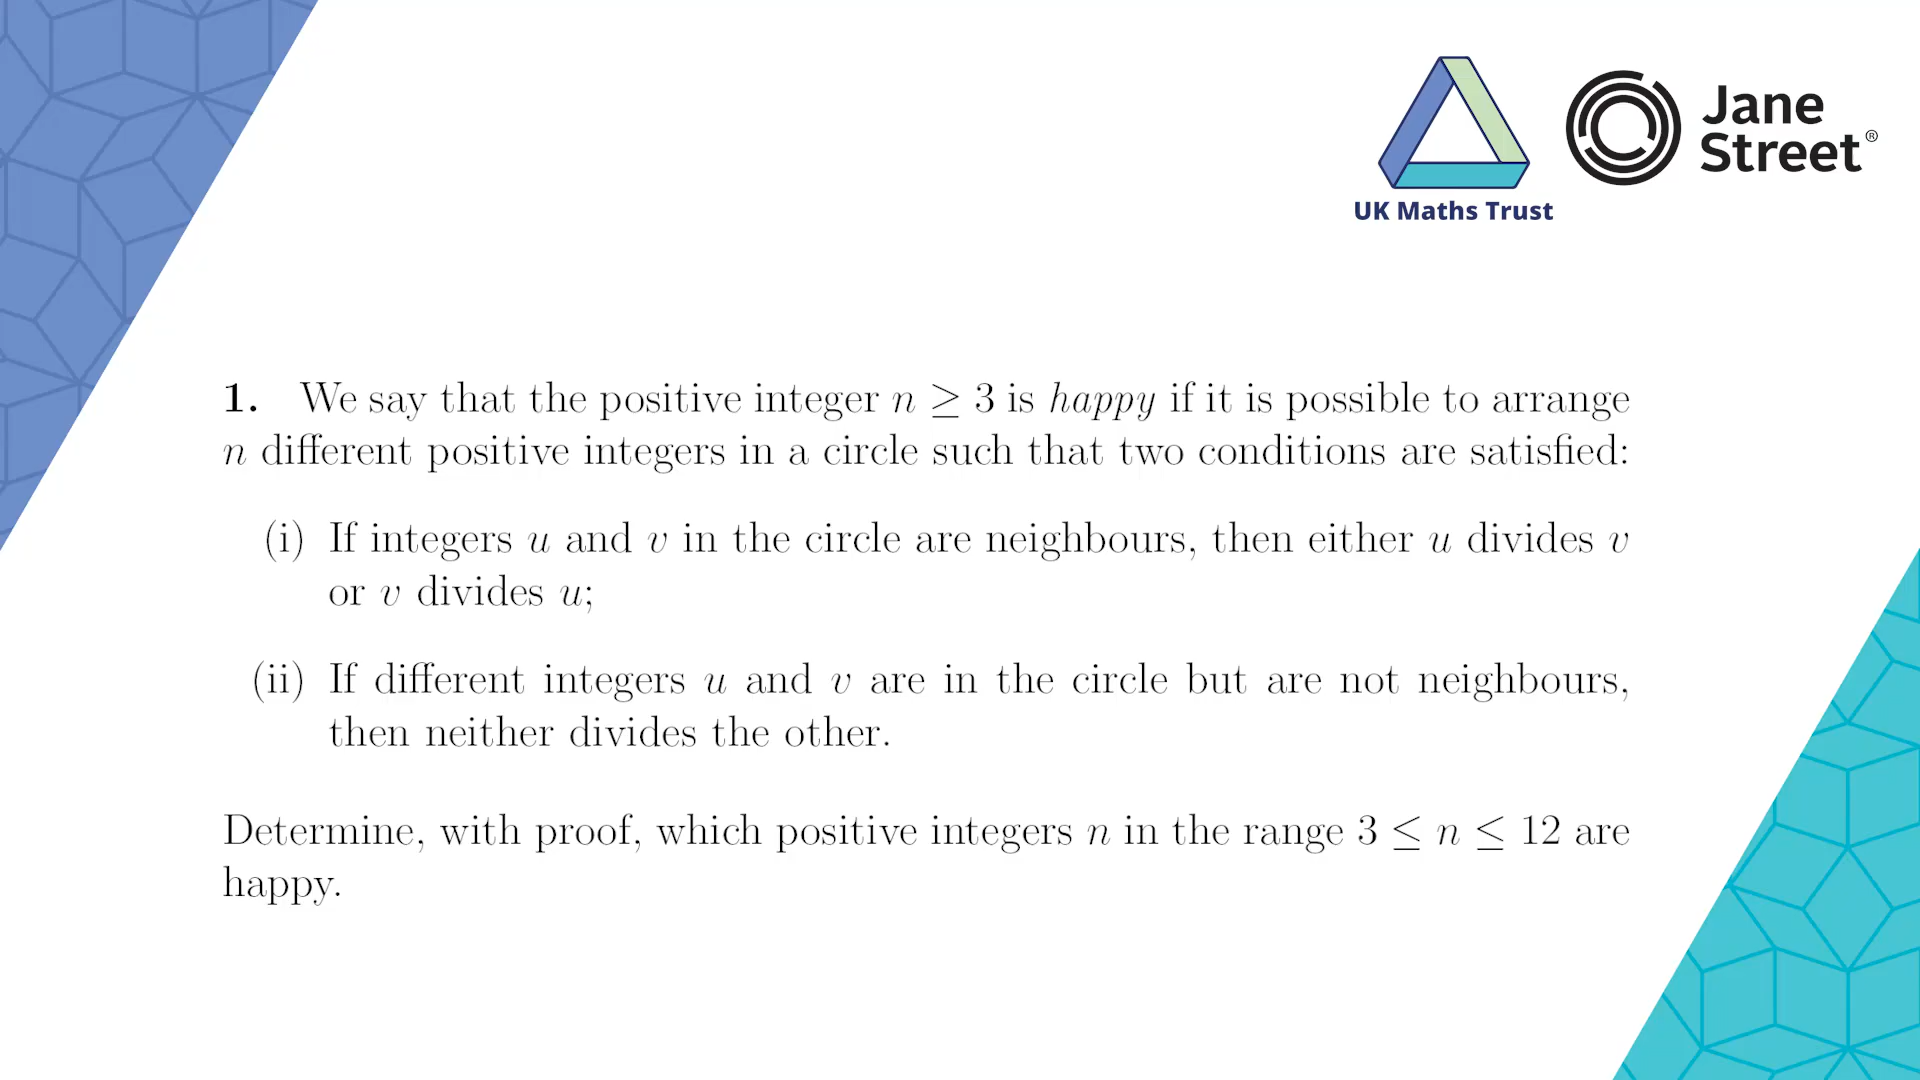 Jane
Street®
UK Maths Trust
1. We say that the positive integer n ≥ 3 is happy if it is possible to arrange
n different positive integers in a circle such that two conditions are satisfied:
(i) If integers u and v in the circle are neighbours, then either u divides v
or v divides u;
(ii) If different integers u and v are in the circle but are not neighbours,
then neither divides the other.
Determine, with proof, which positive integers n in the range 3 ≤ n ≤ 12 are
happy.